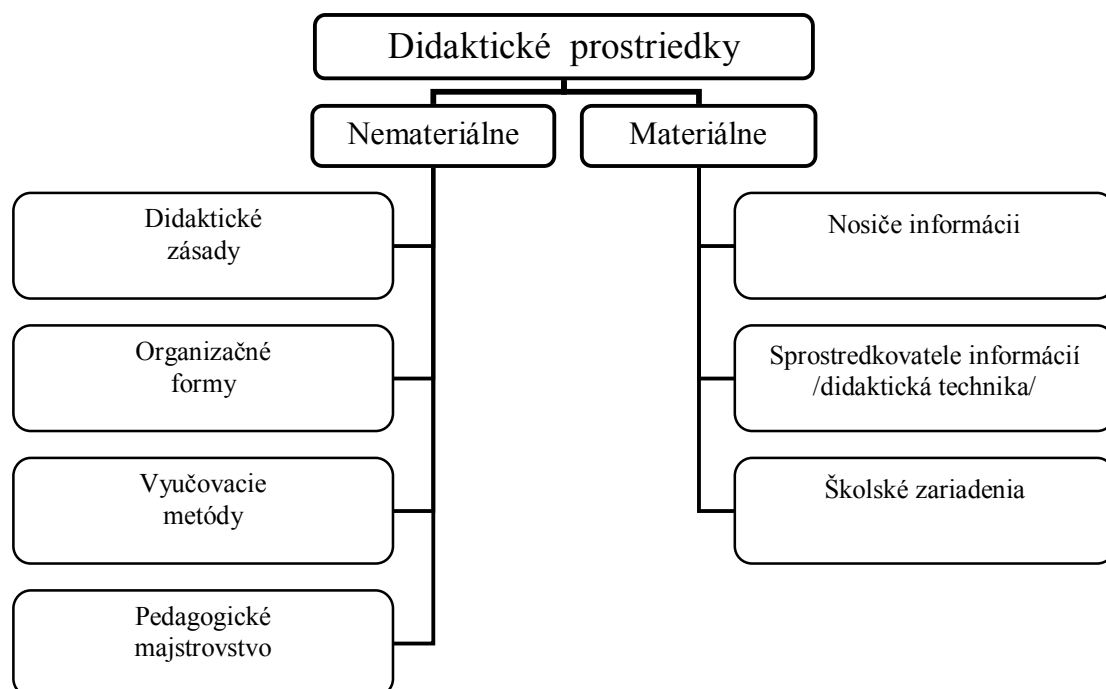 Didaktické prostriedky
Nemateriálne
Materiálne
Didaktické
zásady
Organizačné
formy
Vyučovacie
metódy
Pedagogické
majstrovstvo
Nosiče informácii
Sprostredkovatele informácií
/didaktická technika/
Školské zariadenia